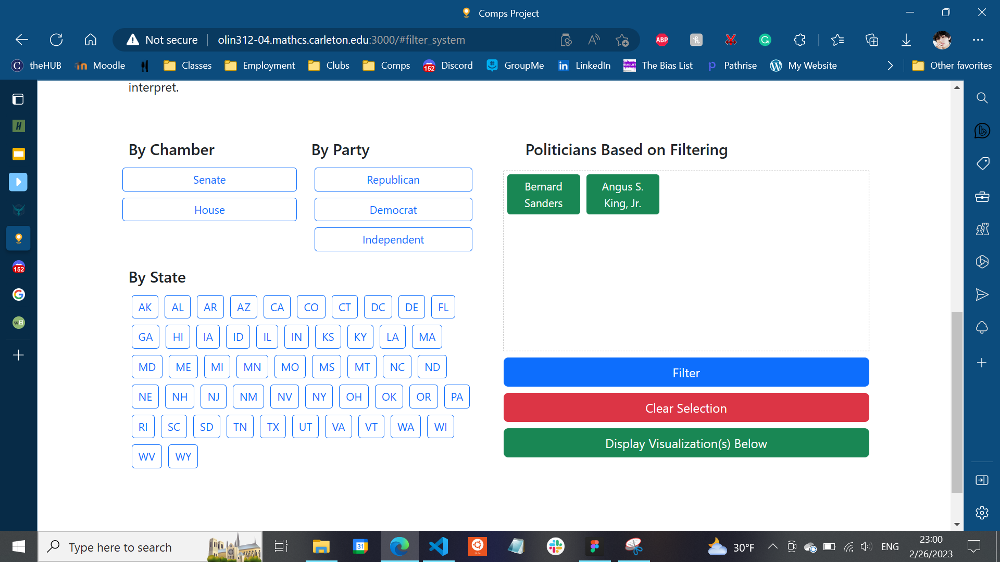 Comps Project
Not secure
olin312-04.mathcs.carleton.edu:3000/#filter_system
ABP
theHUB
Moodle
Classes
Employment
Clubs
Comps
152
Discord
GroupMe
LinkedIn
BIAS LIST
The Bias List
Pathrise
My Website
Other favorites
interpret.
By Chamber
By Party
Politicians Based on Filtering
Senate
Republican
House
Democrat
Independent
Bernard
Sanders
Angus S.
King, Jr.
By State
AK AL AR AZ CA CO CT DC DE FL
GA HI IA ID IL IN KS KY LA MA
MD ME MI MN MO MS MT NC ND
NE NH NJ NM NV NY OH OK OR PA
RI SC SD TN TX UT VA VT WA WI
WV WY
Filter
Clear Selection
Display Visualization(s) Below
152
wH
Type here to search
31
30°F
ENG
23:00
2/26/2023